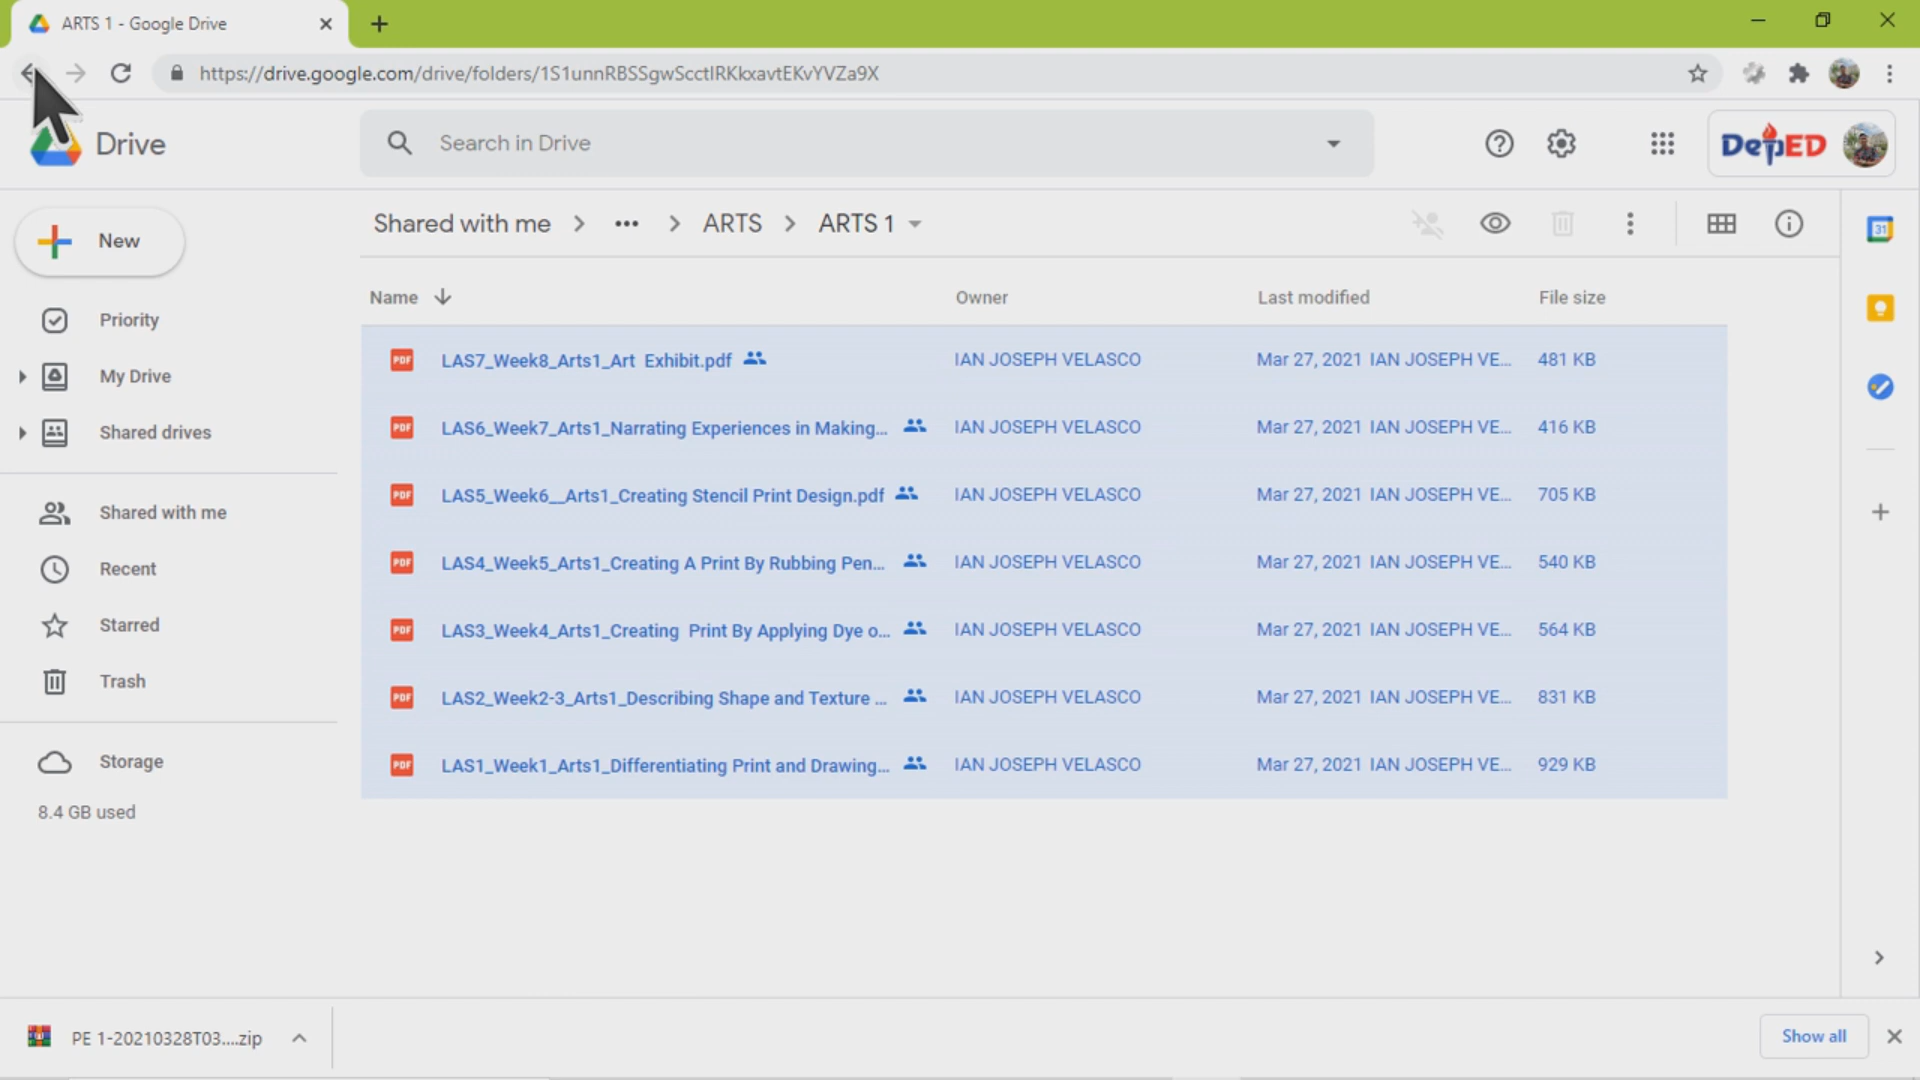 ARTS 1 - Google Drive
https://drive.google.com/drive/folders/1S1unnRBSSgwScctIRKkxavtEKvYVZa9X
Drive
Search in Drive
DepED
New
Shared with me > ... > ARTS > ARTS 1
Priority
My Drive
Shared drives
Shared with me
Recent
Starred
Trash
Storage
8.4 GB used
Name Owner Last modified File size
PDF LAS7_Week8_Arts1_Art Exhibit.pdf IAN JOSEPH VELASCO Mar 27, 2021 IAN JOSEPH VE... 481 KB
PDF LAS6_Week7_Arts1_Narrating Experiences in Making... IAN JOSEPH VELASCO Mar 27, 2021 IAN JOSEPH VE... 416 KB
PDF LAS5_Week6__Arts1_Creating Stencil Print Design.pdf IAN JOSEPH VELASCO Mar 27, 2021 IAN JOSEPH VE... 705 KB
PDF LAS4_Week5_Arts1_Creating A Print By Rubbing Pen... IAN JOSEPH VELASCO Mar 27, 2021 IAN JOSEPH VE... 540 KB
PDF LAS3_Week4_Arts1_Creating Print By Applying Dye o... IAN JOSEPH VELASCO Mar 27, 2021 IAN JOSEPH VE... 564 KB
PDF LAS2_Week2-3_Arts1_Describing Shape and Texture ... IAN JOSEPH VELASCO Mar 27, 2021 IAN JOSEPH VE... 831 KB
PDF LAS1_Week1_Arts1_Differentiating Print and Drawing... IAN JOSEPH VELASCO Mar 27, 2021 IAN JOSEPH VE... 929 KB
31
PE 1-20210328T03....zip
Show all